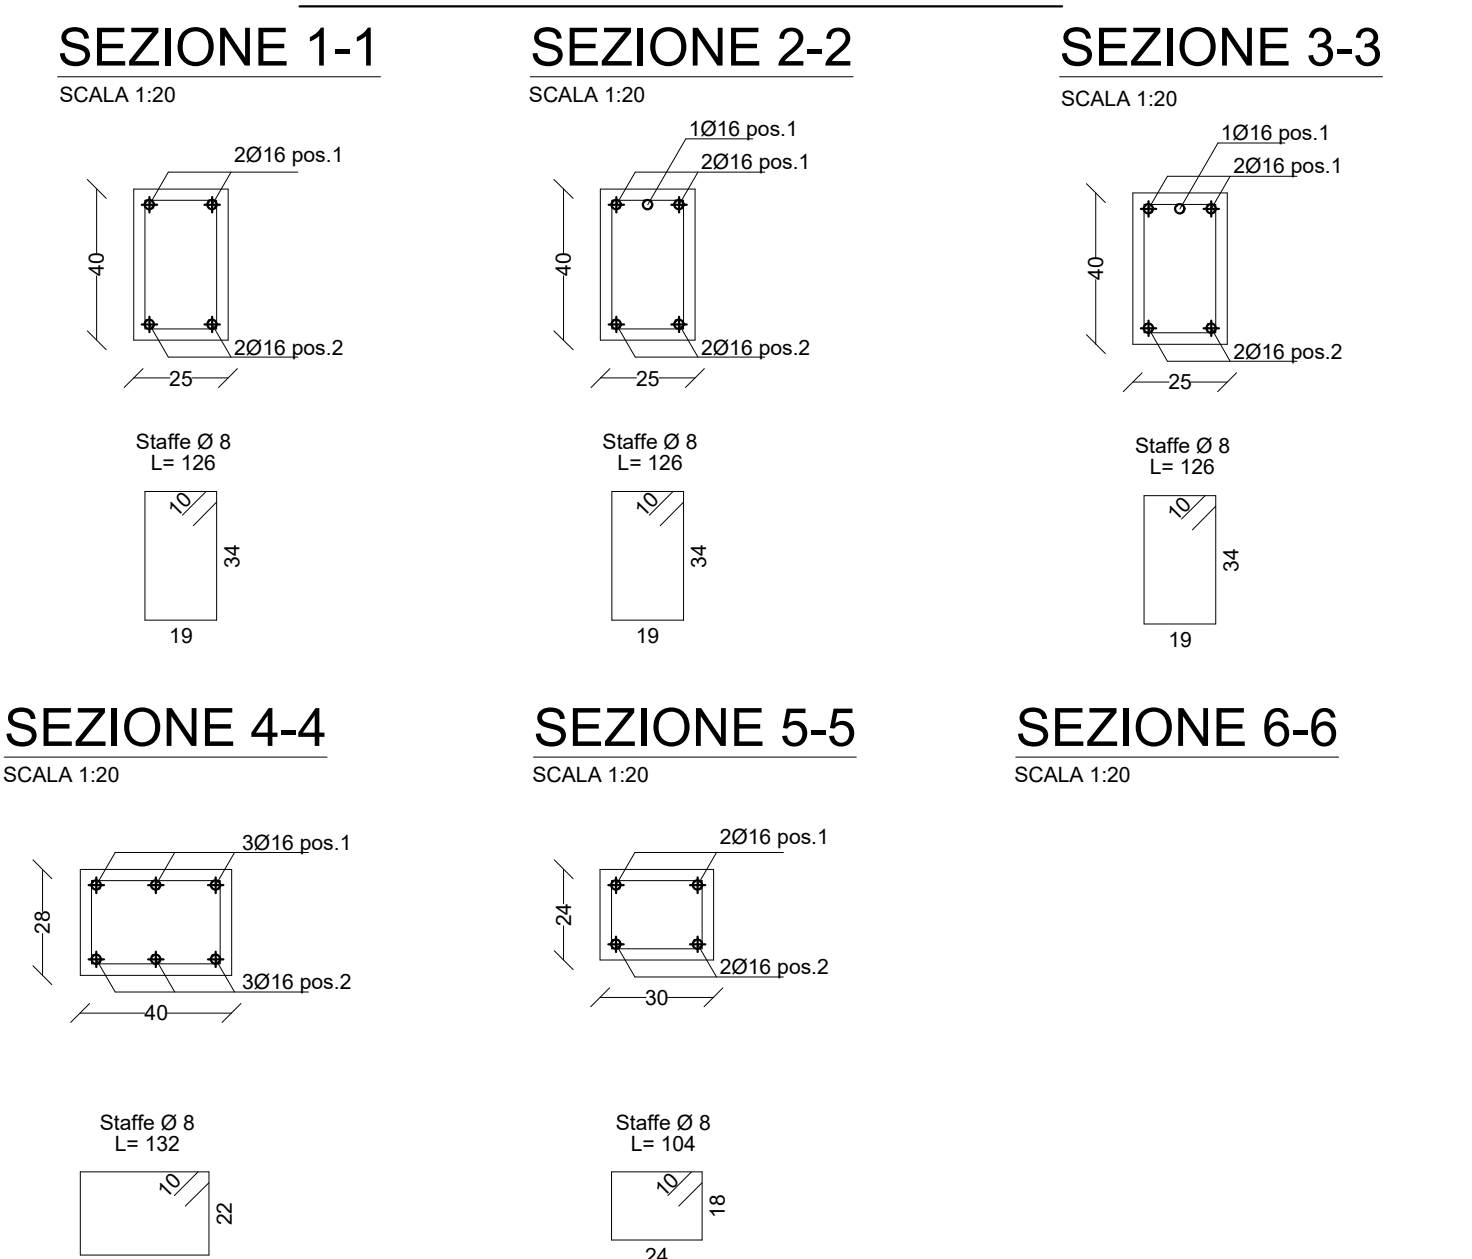 SEZIONE 1-1
SCALA 1:20
2Ø16 pos.1
40
2Ø16 pos.2
25
Staffe Ø 8
L= 126
10
34
19
SEZIONE 2-2
SCALA 1:20
1Ø16 pos.1
2Ø16 pos.1
40
2Ø16 pos.2
25
Staffe Ø 8
L= 126
10
34
19
SEZIONE 3-3
SCALA 1:20
1Ø16 pos.1
2Ø16 pos.1
40
2Ø16 pos.2
25
Staffe Ø 8
L= 126
10
34
19
SEZIONE 4-4
SCALA 1:20
3Ø16 pos.1
28
3Ø16 pos.2
40
Staffe Ø 8
L= 132
10
22
SEZIONE 5-5
SCALA 1:20
2Ø16 pos.1
24
2Ø16 pos.2
30
Staffe Ø 8
L= 104
10
18
24
SEZIONE 6-6
SCALA 1:20